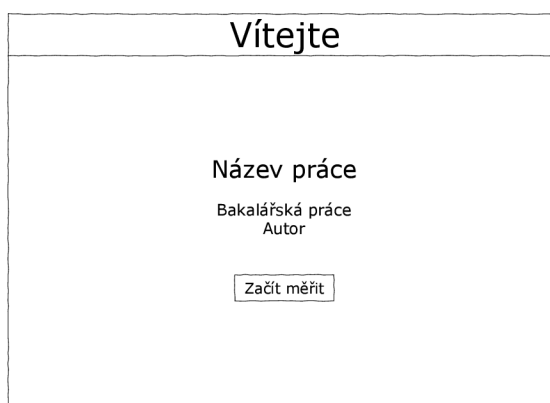 Vítejte
Název práce
Bakalářská práce
Autor
Začít měřit